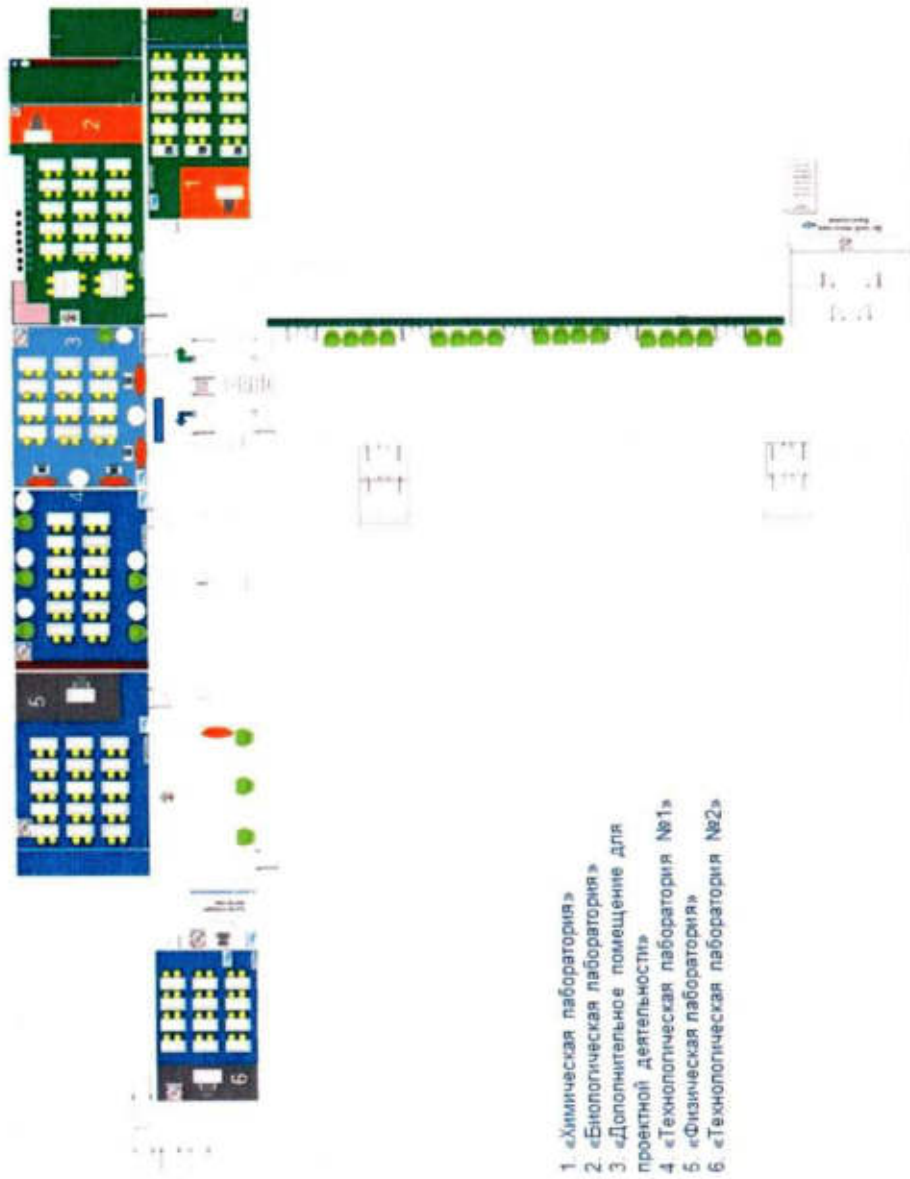 1
2
3
4
5
6
1. «Химическая лаборатория»
2. «Биологическая лаборатория»
3. «Дополнительное помещение для
проектной деятельности»
4 «Технологическая лаборатория №1»
5 «Физическая лаборатория»
6. «Технологическая лаборатория №2»